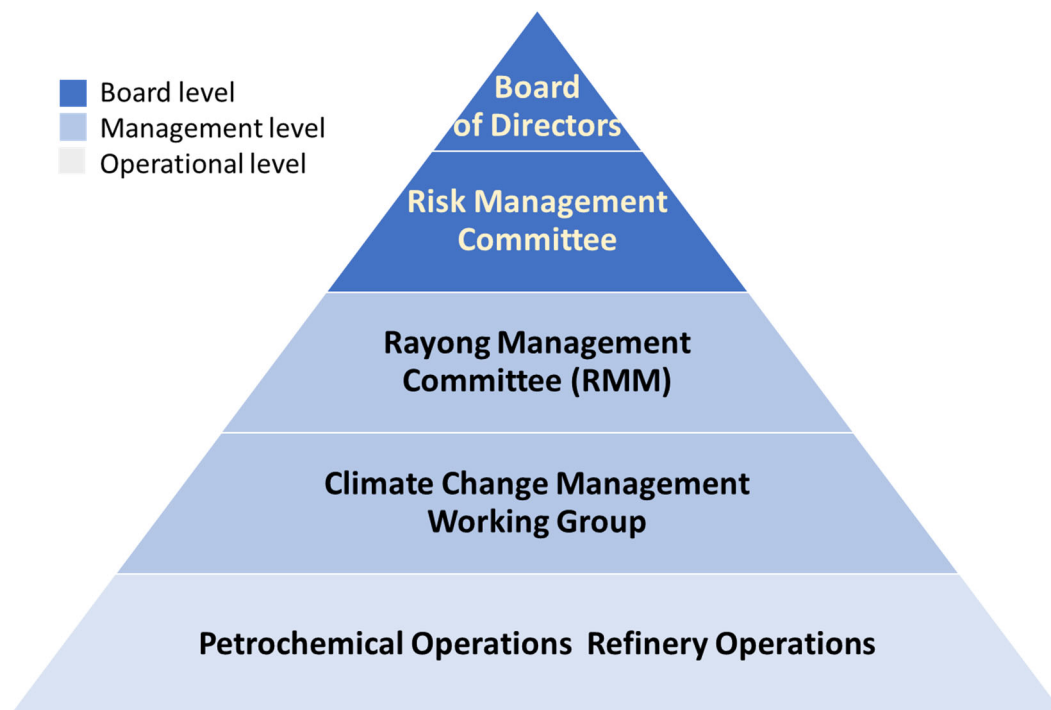 Board level
Management level
Operational level
Board
of Directors
Risk Management
Committee
Rayong Management
Committee (RMM)
Climate Change Management
Working Group
Petrochemical Operations  Refinery Operations